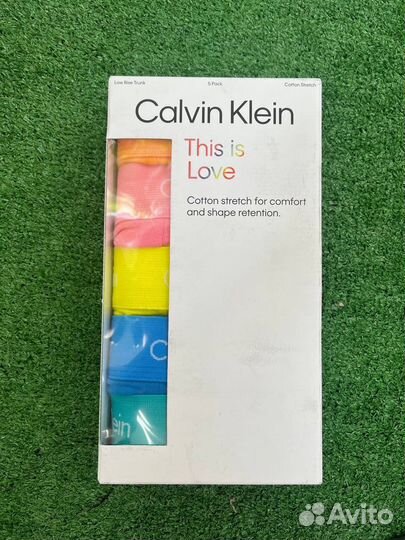 Low Rise Trunk 5 Pack Cotton Stretch
Calvin Klein
This is
Love
Cotton stretch for comfort
and shape retention.
C
ein
Avito